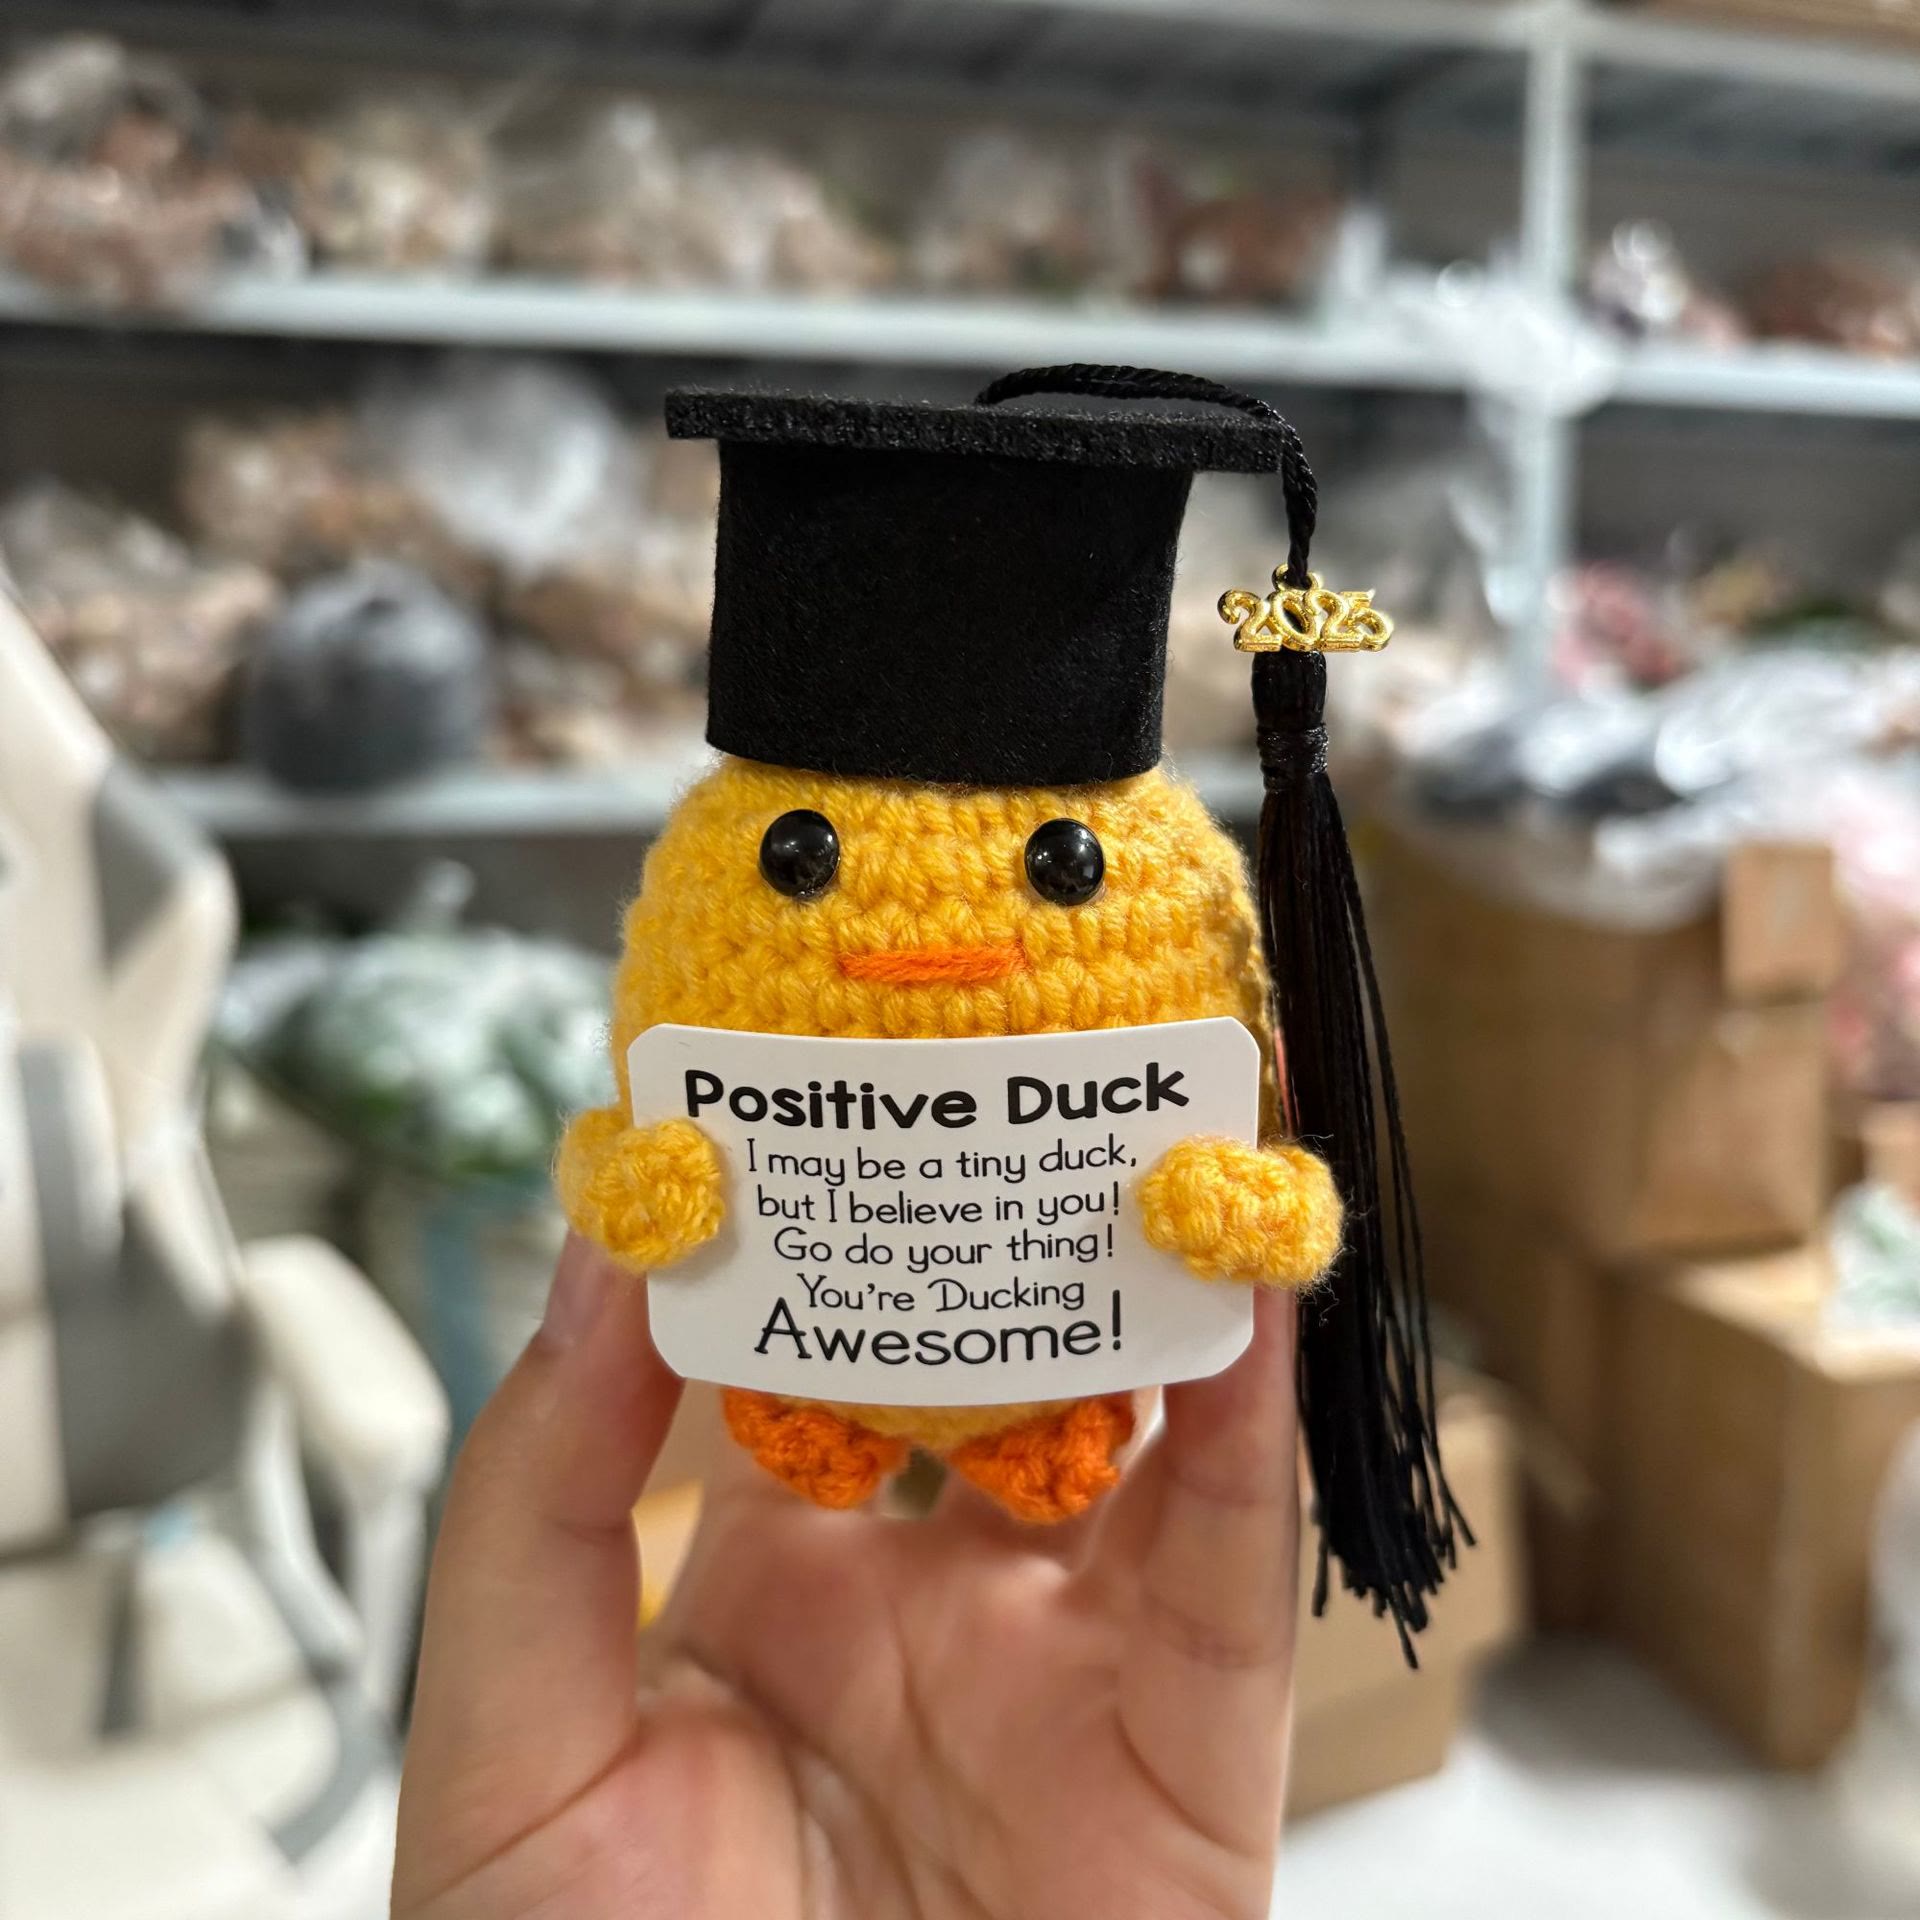 2025
Positive Duck
I may be a tiny duck,
but I believe in you!
Go do your thing!
You're Ducking
Awesome!